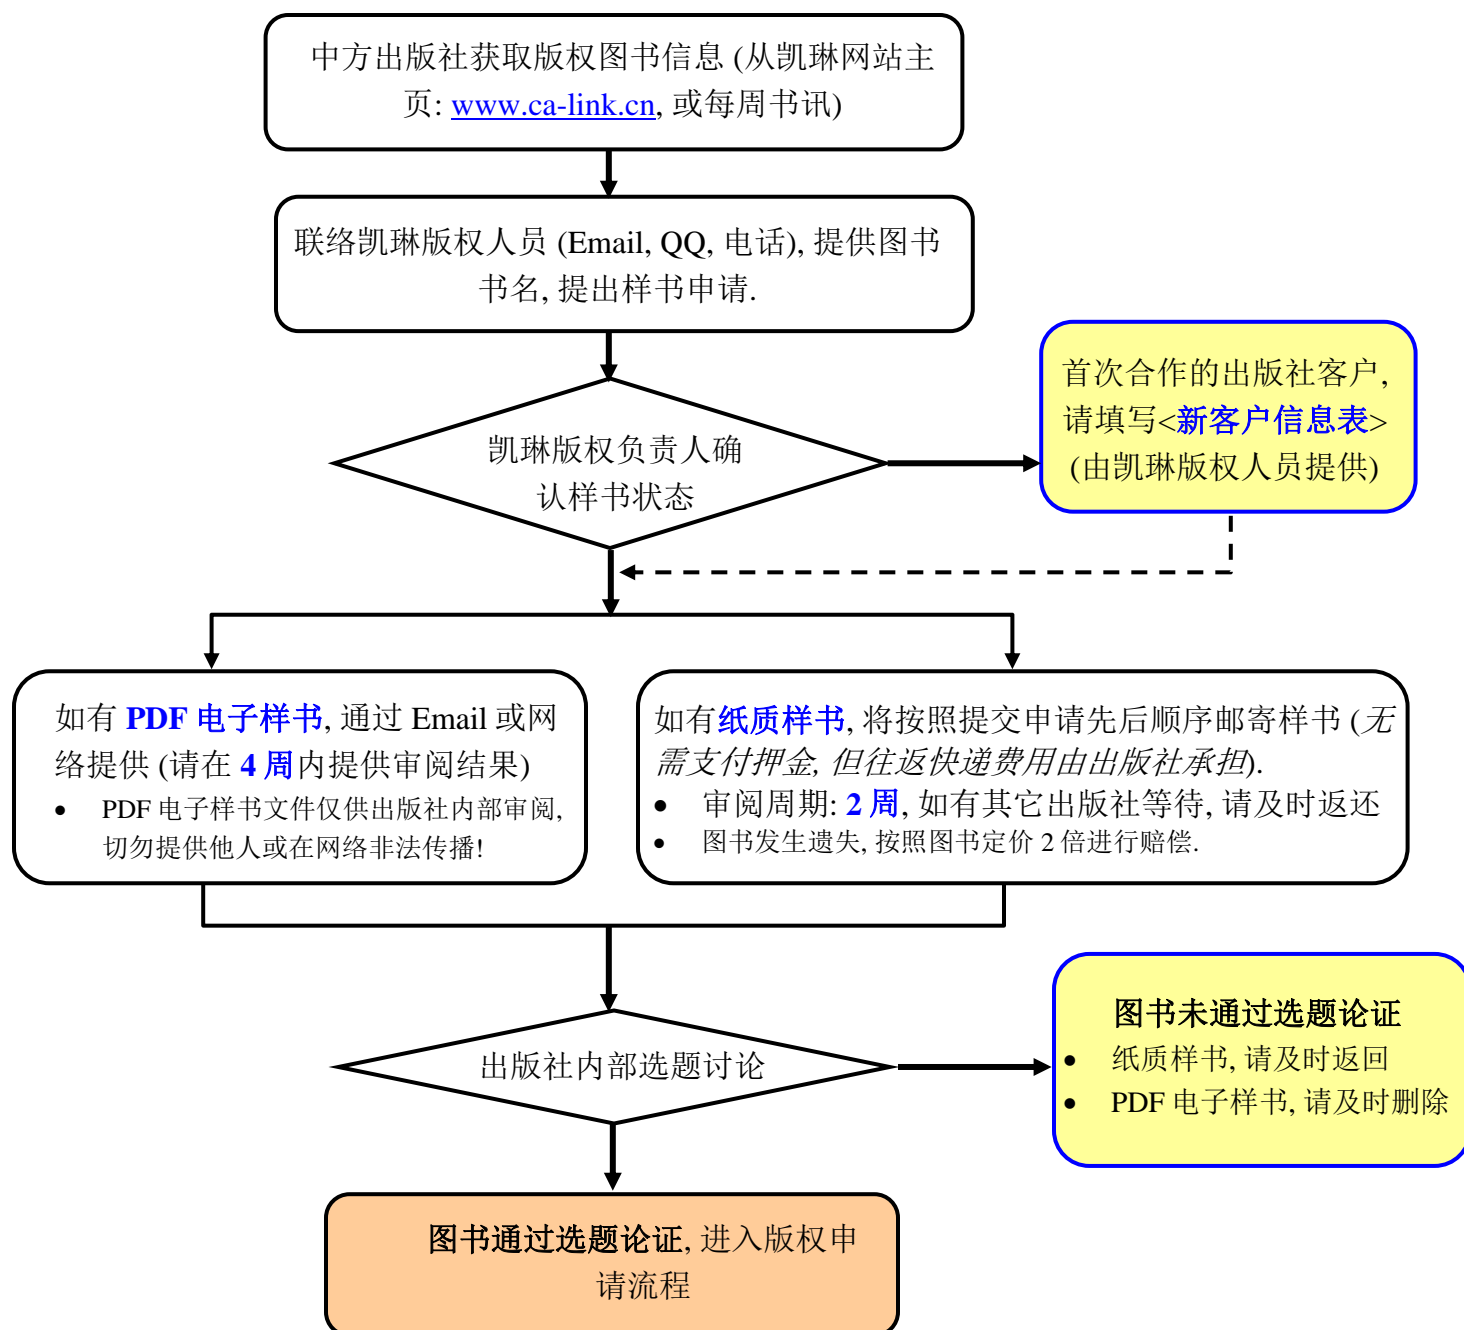 中方出版社获取版权图书信息 (从凯琳网站主
页: www.ca-link.cn, 或每周书讯)
联络凯琳版权人员 (Email, QQ, 电话), 提供图书
书名, 提出样书申请.
首次合作的出版社客户,
请填写<新客户信息表>
(由凯琳版权人员提供)
凯琳版权负责人确
认样书状态
如有 PDF 电子样书, 通过 Email 或网
络提供 (请在 4 周内提供审阅结果)
• PDF 电子样书文件仅供出版社内部审阅,
切勿提供他人或在网络非法传播!
如有纸质样书, 将按照提交申请先后顺序邮寄样书 (无
需支付押金, 但往返快递费用由出版社承担).
• 审阅周期: 2 周, 如有其它出版社等待, 请及时返还
• 图书发生遗失, 按照图书定价 2 倍进行赔偿.
出版社内部选题讨论
图书未通过选题论证
• 纸质样书, 请及时返回
• PDF 电子样书, 请及时删除
图书通过选题论证, 进入版权申
请流程